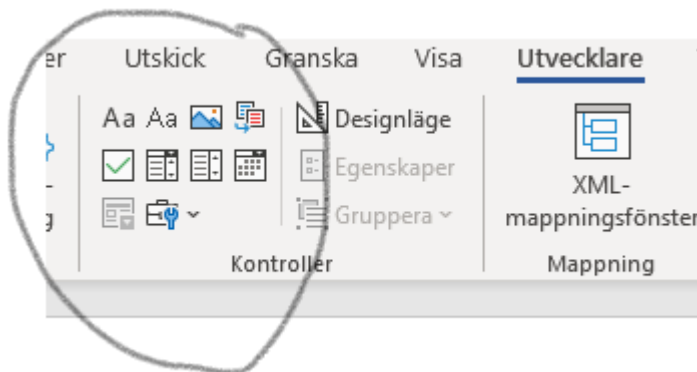 er Utskick Granska Visa Utvecklare
Aa Aa Designläge
Egenskaper
Gruppera
XML-
mappningsfönster
Kontroller Mappning